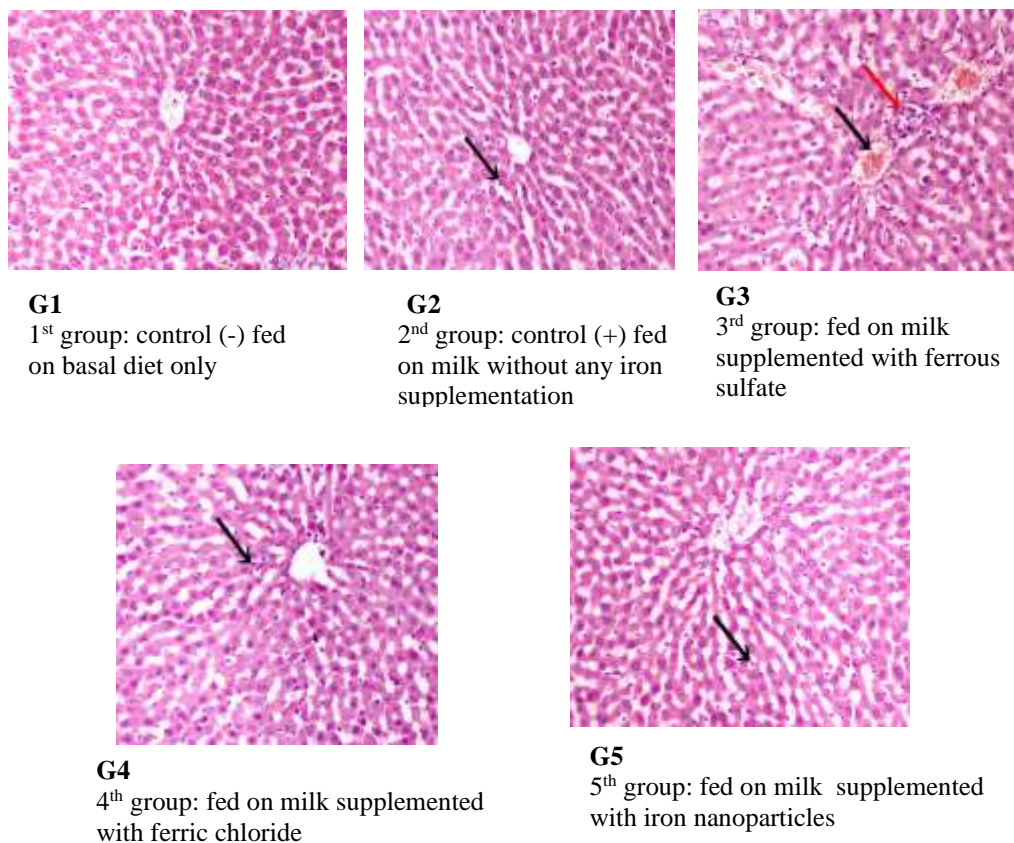 G1
1st group: control (-) fed
on basal diet only
G2
2nd group: control (+) fed
on milk without any iron
supplementation
G3
3rd group: fed on milk
supplemented with ferrous
sulfate
G4
4th group: fed on milk supplemented
with ferric chloride
G5
5th group: fed on milk supplemented
with iron nanoparticles